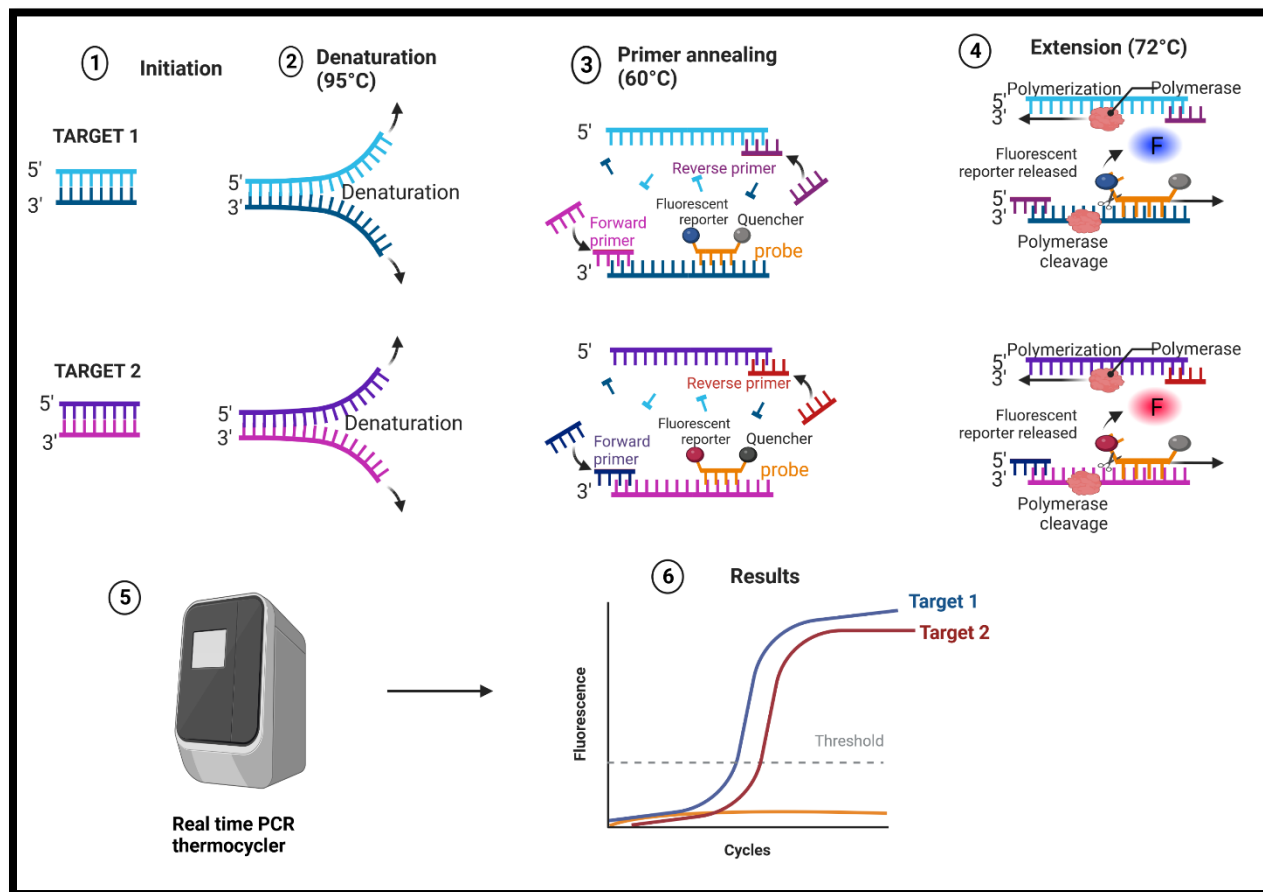 1 Initiation
2 Denaturation
(95°C)
3 Primer annealing
(60°C)
4 Extension (72°C)
TARGET 1
5'
3'
5'
3'
Denaturation
5'
Reverse primer
Forward
primer
Fluorescent
reporter
Quencher
probe
3'
Polymerization
Polymerase
5'
3'
F
Fluorescent
reporter released
5'
3'
Polymerase
cleavage
TARGET 2
5'
3'
5'
3'
Denaturation
5'
Reverse primer
Forward
primer
Fluorescent
reporter
Quencher
probe
3'
Polymerization
Polymerase
5'
3'
F
Fluorescent
reporter released
5'
3'
Polymerase
cleavage
5
Real time PCR
thermocycler
6 Results
Target 1
Target 2
Fluorescence
Threshold
Cycles